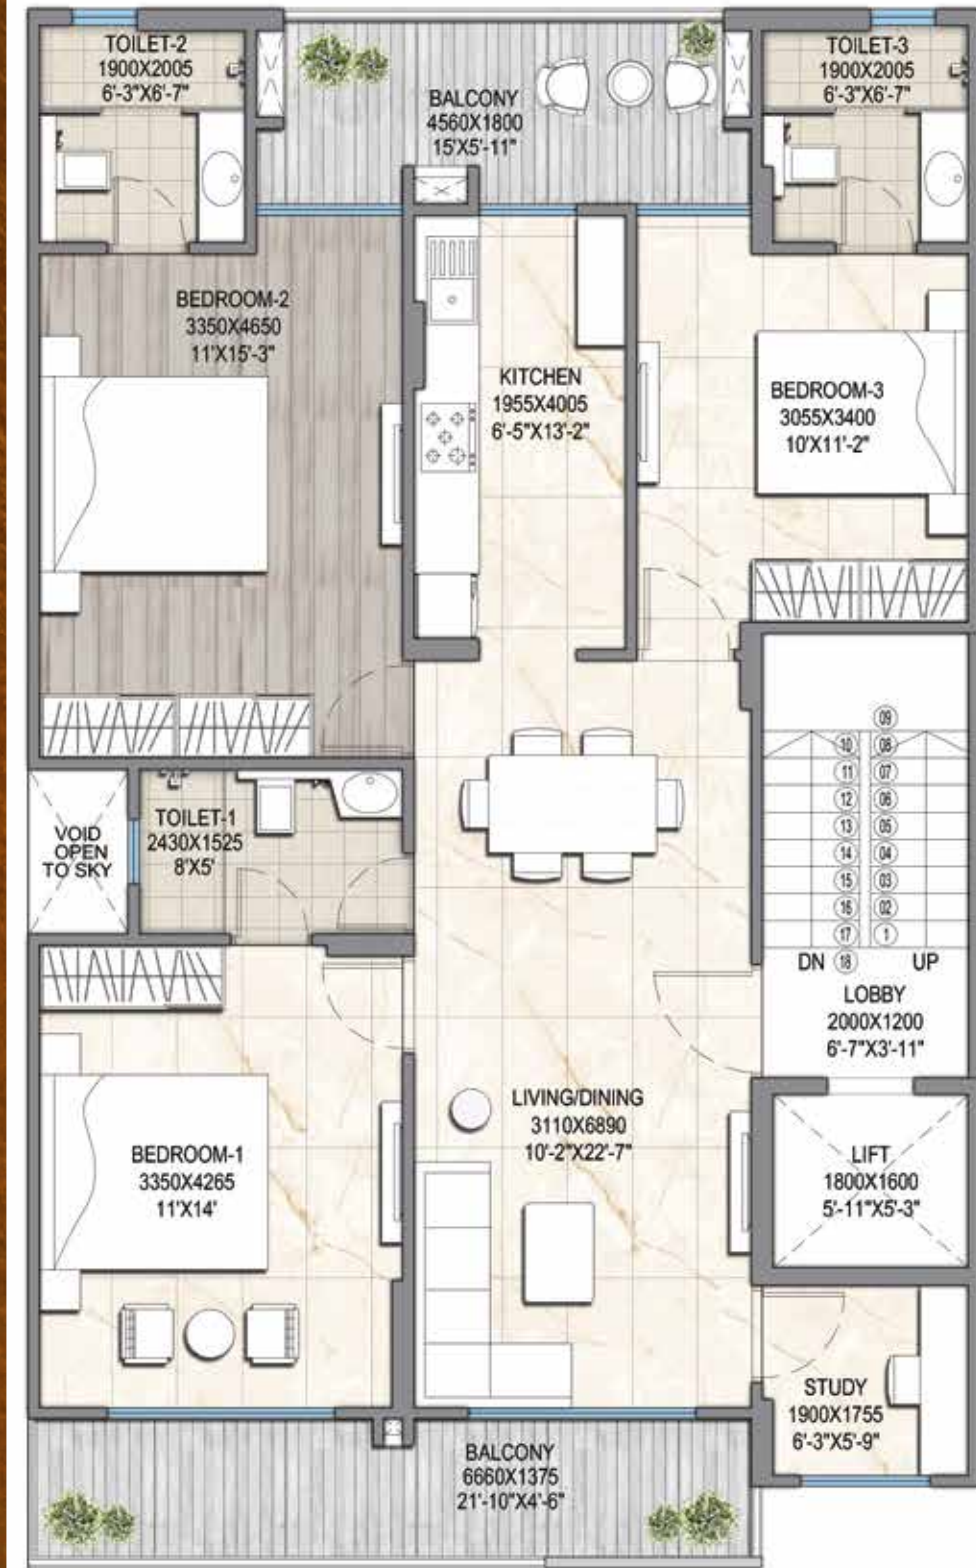 TOILET-2
1900X2005
6'-3"X6'-7"
BALCONY
4560X1800
15'X5'-11"
TOILET-3
1900X2005
6'-3"X6'-7"
BEDROOM-2
3350X4650
11'X15'-3"
KITCHEN
1955X4005
6'-5"X13'-2"
BEDROOM-3
3055X3400
10'X11'-2"
VOID
OPEN
TO SKY
TOILET-1
2430X1525
8'X5'
09
10 08
11 07
12 06
13 05
14 04
15 03
16 02
17 1
DN 18 UP
LOBBY
2000X1200
6'-7"X3'-11"
BEDROOM-1
3350X4265
11'X14'
LIVING/DINING
3110X6890
10'-2"X22'-7"
LIFT
1800X1600
5'-11"X5'-3"
STUDY
1900X1755
6'-3"X5'-9"
BALCONY
6660X1375
21'-10"X4'-6"